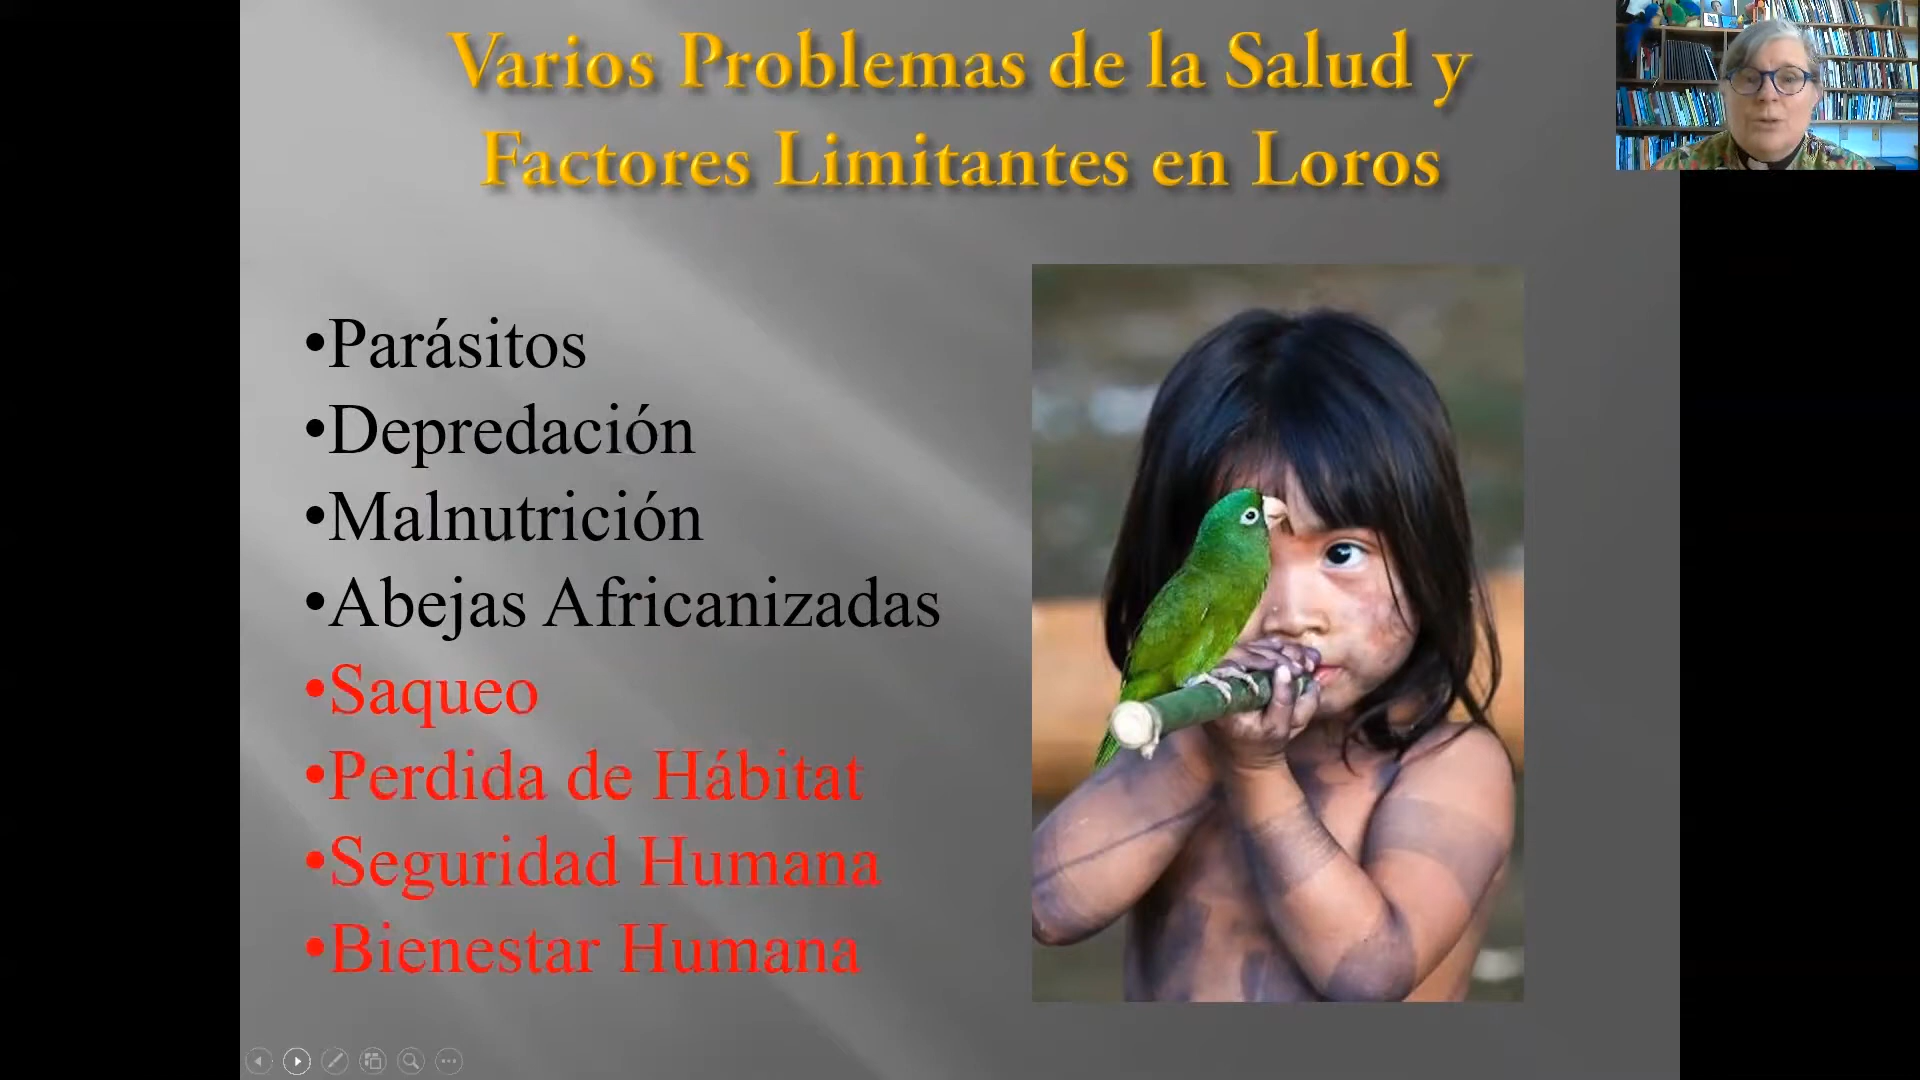 Varios Problemas de la Salud y
Factores Limitantes en Loros
•Parásitos
•Depredación
•Malnutrición
•Abejas Africanizadas
•Saqueo
•Perdida de Hábitat
•Seguridad Humana
•Bienestar Humana